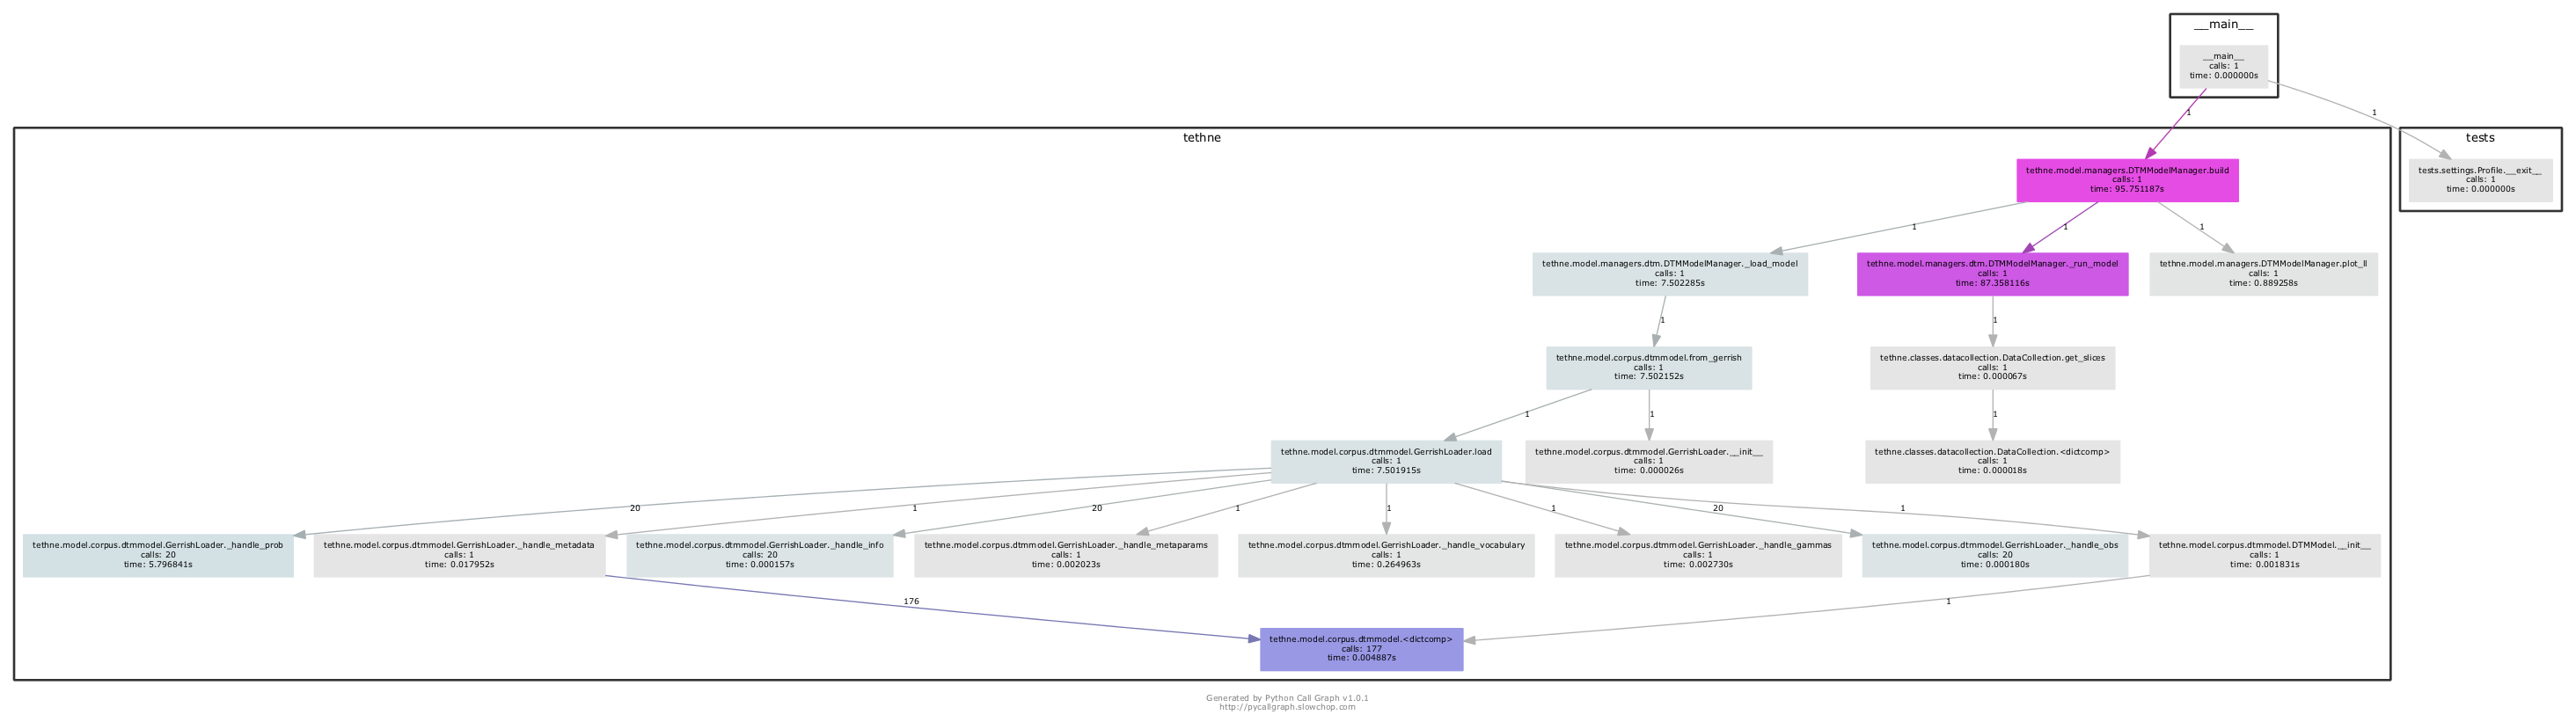 __main__
__main__
calls: 1
time: 0.000000s
1
1
tethne
tests
tethne.model.managers.DTMModelManager.build
calls: 1
time: 95.751187s
tests.settings.Profile.__exit__
calls: 1
time: 0.000000s
1
1
1
tethne.model.managers.dtm.DTMModelManager._load_model
calls: 1
time: 7.502285s
tethne.model.managers.dtm.DTMModelManager._run_model
calls: 1
time: 87.358116s
tethne.model.managers.DTMModelManager.plot_ll
calls: 1
time: 0.889258s
1
1
tethne.model.corpus.dtmmodel.from_gerrish
calls: 1
time: 7.502152s
tethne.classes.datacollection.DataCollection.get_slices
calls: 1
time: 0.000067s
1
1
1
tethne.model.corpus.dtmmodel.GerrishLoader.load
calls: 1
time: 7.501915s
tethne.model.corpus.dtmmodel.GerrishLoader.__init__
calls: 1
time: 0.000026s
tethne.classes.datacollection.DataCollection.<dictcomp>
calls: 1
time: 0.000018s
20
1
20
1
1
1
20
1
tethne.model.corpus.dtmmodel.GerrishLoader._handle_prob
calls: 20
time: 5.796841s
tethne.model.corpus.dtmmodel.GerrishLoader._handle_metadata
calls: 1
time: 0.017952s
tethne.model.corpus.dtmmodel.GerrishLoader._handle_info
calls: 20
time: 0.000157s
tethne.model.corpus.dtmmodel.GerrishLoader._handle_metaparams
calls: 1
time: 0.002023s
tethne.model.corpus.dtmmodel.GerrishLoader._handle_vocabulary
calls: 1
time: 0.264963s
tethne.model.corpus.dtmmodel.GerrishLoader._handle_gammas
calls: 1
time: 0.002730s
tethne.model.corpus.dtmmodel.GerrishLoader._handle_obs
calls: 20
time: 0.000180s
tethne.model.corpus.dtmmodel.DTMModel.__init__
calls: 1
time: 0.001831s
176
1
tethne.model.corpus.dtmmodel.<dictcomp>
calls: 177
time: 0.004887s
Generated by Python Call Graph v1.0.1
http://pycallgraph.slowchop.com